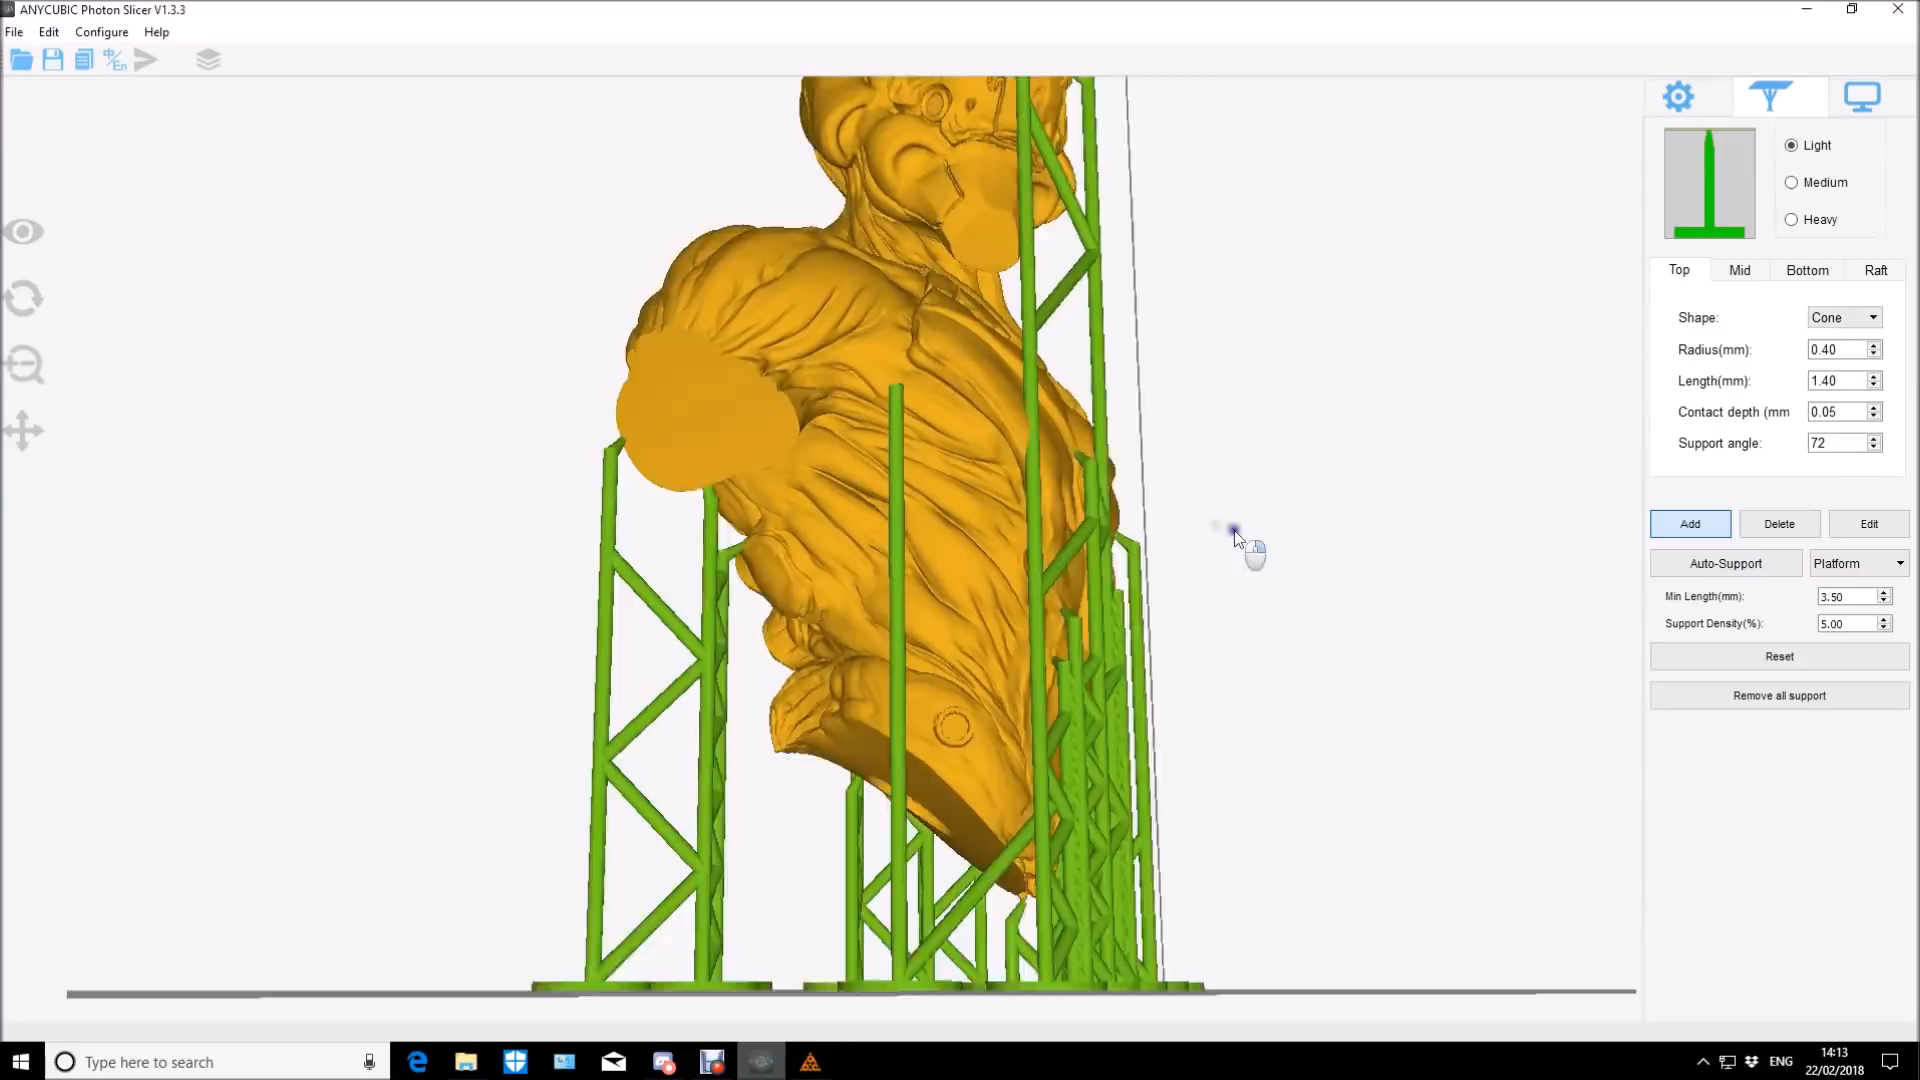 ANYCUBIC Photon Slicer V1.3.3
File Edit Configure Help
中/En
Light
Medium
Heavy
Top Mid Bottom Raft
Shape: Cone
Radius(mm): 0.40
Length(mm): 1.40
Contact depth (mm 0.05
Support angle: 72
Add Delete Edit
Auto-Support Platform
Min Length(mm): 3.50
Support Density(%): 5.00
Reset
Remove all support
Type here to search
ENG
14:13
22/02/2018